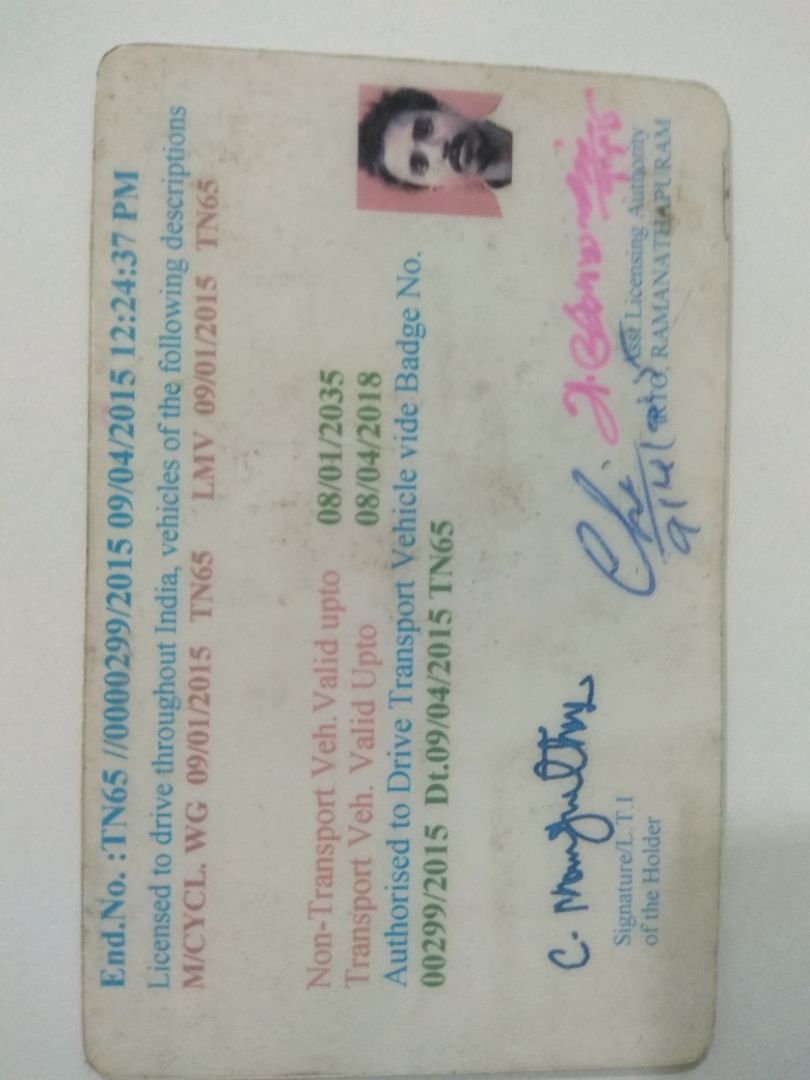 End.No. :TN65 //0000299/2015 09/04/2015 12:24:37 PM
Licensed to drive throughout India, vehicles of the following descriptions
M/CYCL. WG 09/01/2015 TN65 LMV 09/01/2015 TN65
Non-Transport Veh.Valid upto 08/01/2035
Transport Veh. Valid Upto 08/04/2018
Authorised to Drive Transport Vehicle vide Badge No.
00299/2015 Dt.09/04/2015 TN65
Signature/L.T.I
of the Holder
Asst Licensing Authority
RAMANATHAPURAM